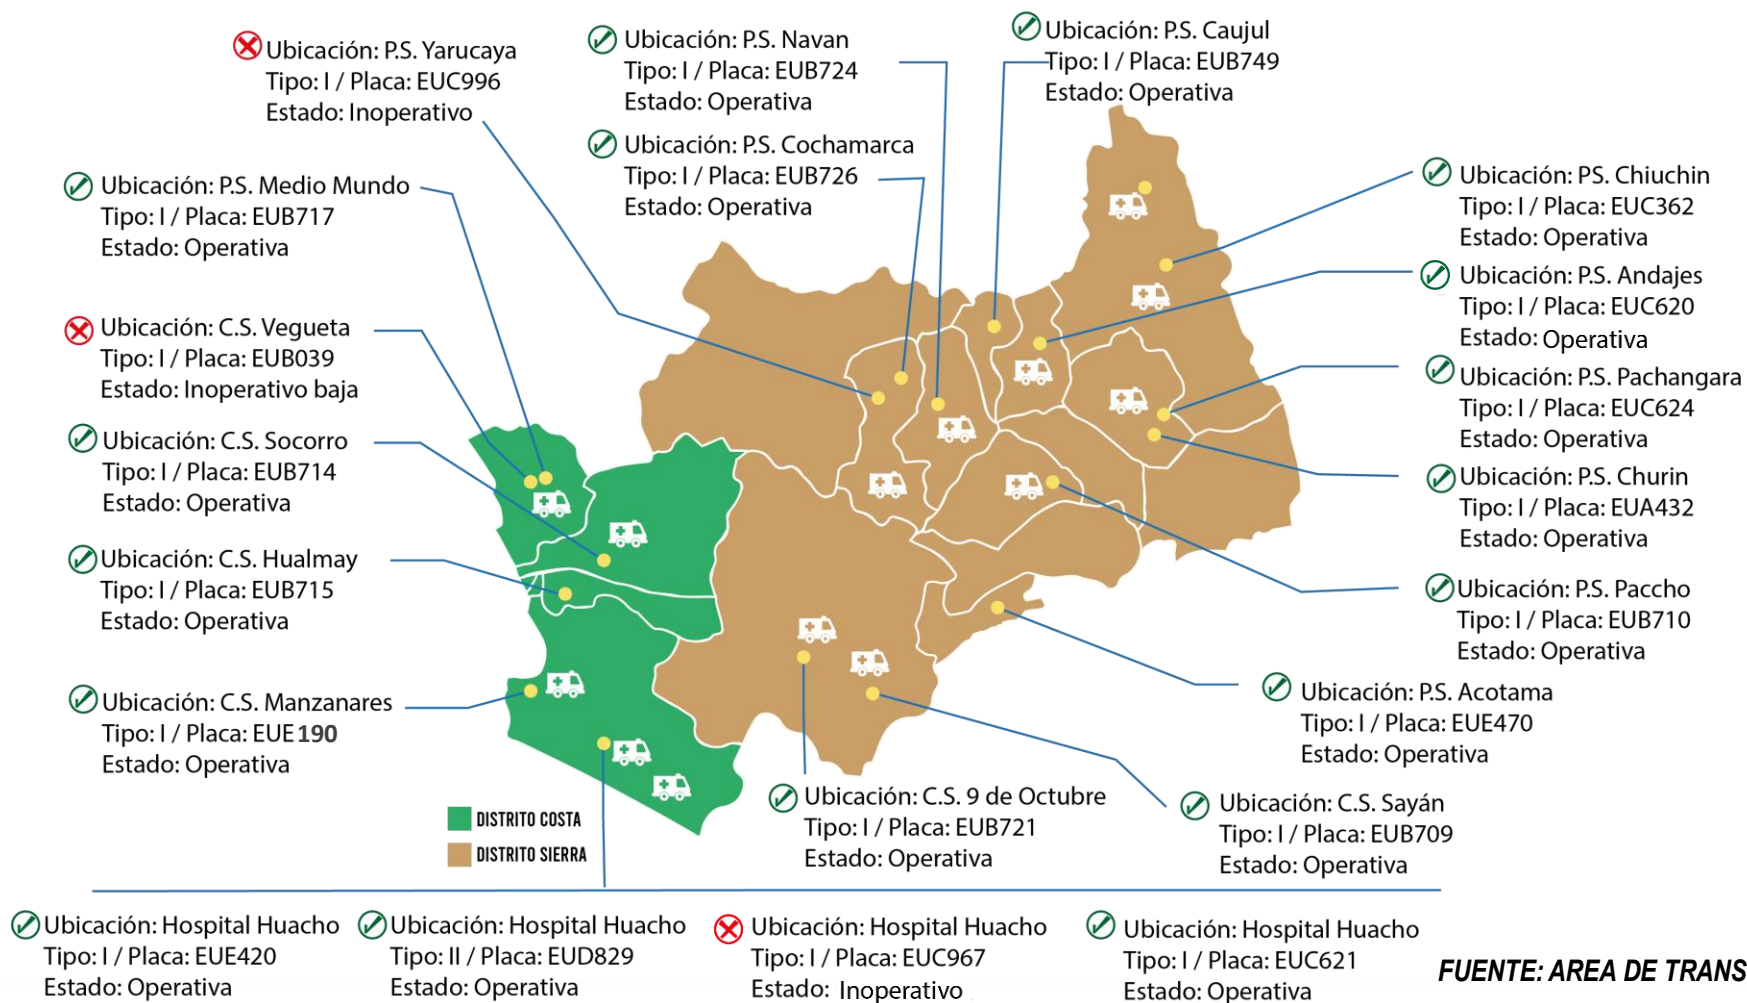 Ubicación: P.S. Yarucaya
Tipo: I / Placa: EUC996
Estado: Inoperativo
Ubicación: P.S. Navan
Tipo: I / Placa: EUB724
Estado: Operativa
Ubicación: P.S. Caujul
Tipo: I / Placa: EUB749
Estado: Operativa
Ubicación: P.S. Cochamarca
Tipo: I / Placa: EUB726
Estado: Operativa
Ubicación: P.S. Medio Mundo
Tipo: I / Placa: EUB717
Estado: Operativa
Ubicación: C.S. Vegueta
Tipo: I / Placa: EUB039
Estado: Inoperativo baja
Ubicación: C.S. Socorro
Tipo: I / Placa: EUB714
Estado: Operativa
Ubicación: C.S. Hualmay
Tipo: I / Placa: EUB715
Estado: Operativa
Ubicación: C.S. Manzanares
Tipo: I / Placa: EUE190
Estado: Operativa
Ubicación: PS. Chiuchin
Tipo: I / Placa: EUC362
Estado: Operativa
Ubicación: P.S. Andajes
Tipo: I / Placa: EUC620
Estado: Operativa
Ubicación: P.S. Pachangara
Tipo: I / Placa: EUC624
Estado: Operativa
Ubicación: P.S. Churin
Tipo: I / Placa: EUA432
Estado: Operativa
Ubicación: P.S. Paccho
Tipo: I / Placa: EUB710
Estado: Operativa
Ubicación: P.S. Acotama
Tipo: I / Placa: EUE470
Estado: Operativa
DISTRITO COSTA
DISTRITO SIERRA
Ubicación: C.S. 9 de Octubre
Tipo: I / Placa: EUB721
Estado: Operativa
Ubicación: C.S. Sayán
Tipo: I / Placa: EUB709
Estado: Operativa
Ubicación: Hospital Huacho
Tipo: I / Placa: EUE420
Estado: Operativa
Ubicación: Hospital Huacho
Tipo: II / Placa: EUD829
Estado: Operativa
Ubicación: Hospital Huacho
Tipo: I / Placa: EUC967
Estado: Inoperativo
Ubicación: Hospital Huacho
Tipo: I / Placa: EUC621
Estado: Operativa
FUENTE: AREA DE TRANS